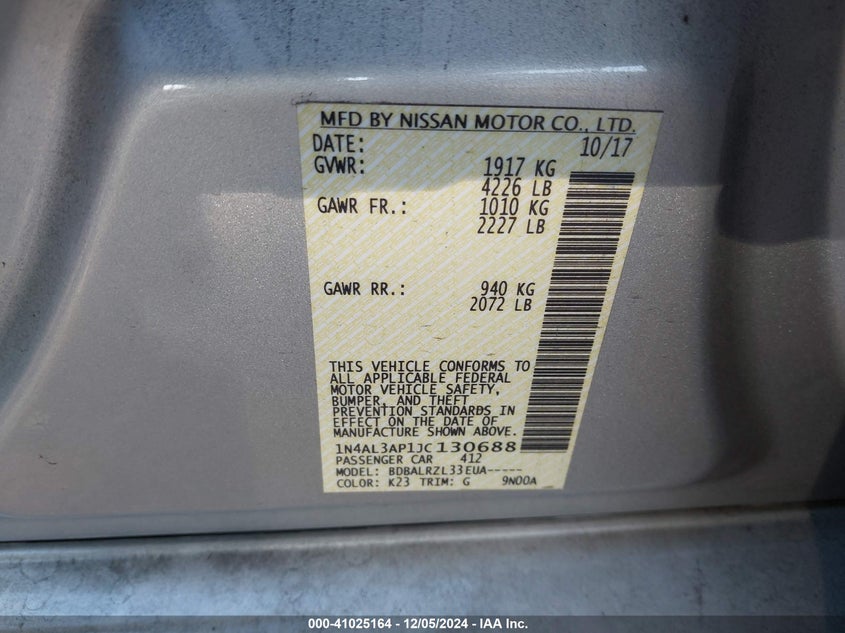 MFD BY NISSAN MOTOR CO., LTD.
DATE: 10/17
GVWR: 1917 KG
4226 LB
GAWR FR.: 1010 KG
2227 LB
GAWR RR.: 940 KG
2072 LB
THIS VEHICLE CONFORMS TO
ALL APPLICABLE FEDERAL
MOTOR VEHICLE SAFETY,
BUMPER, AND THEFT
PREVENTION STANDARDS IN
EFFECT ON THE DATE OF
MANUFACTURE SHOWN ABOVE.
1N4AL3AP1JC130688
PASSENGER CAR 412
MODEL: BDBALRZL33EUA-----
COLOR: K23 TRIM: G 9N00A _
000-41025164 - 12/05/2024 - IAA Inc.